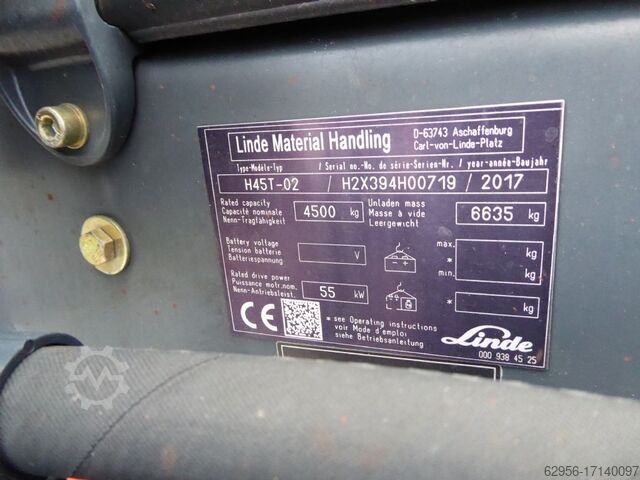 Linde Material Handling
D-63743 Aschaffenburg
Carl-von-Linde-Platz
Type-Modèle-Typ / Serial no.-No. de série-Serien-Nr. / year-année-Baujahr
H45T-02 / H2X394H00719 / 2017
Rated capacity
Capacité nominale
Nenn-Tragfähigkeit
4500 kg
Unladen mass
Masse à vide
Leergewicht
6635 kg
Battery voltage
Tension batterie
Batteriespannung
V
max.
*
min.
kg
kg
Rated drive power
Puissance motr.nom.
Nenn-Antriebsleist.
55 kW
* kg
CE
* see Operating instructions
voir Mode d'emploi
siehe Betriebsanleitung
Linde
000 938 45 25
62956-17140097